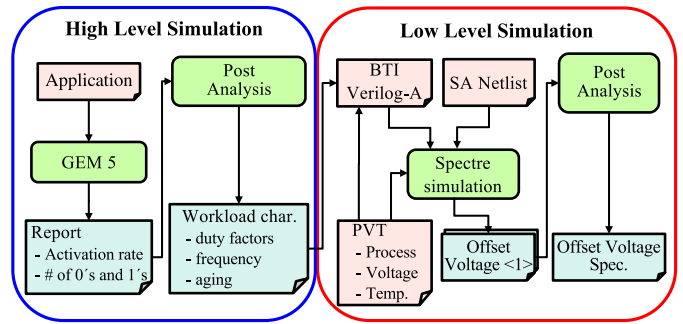 High Level Simulation
Application
GEM 5
Report
- Activation rate
- # of 0´s and 1´s
Post
Analysis
Workload char.
- duty factors
- frequency
- aging
Low Level Simulation
BTI
Verilog-A
SA Netlist
Spectre
simulation
PVT
- Process
- Voltage
- Temp.
Offset
Voltage <1>
Post
Analysis
Offset Voltage
Spec.